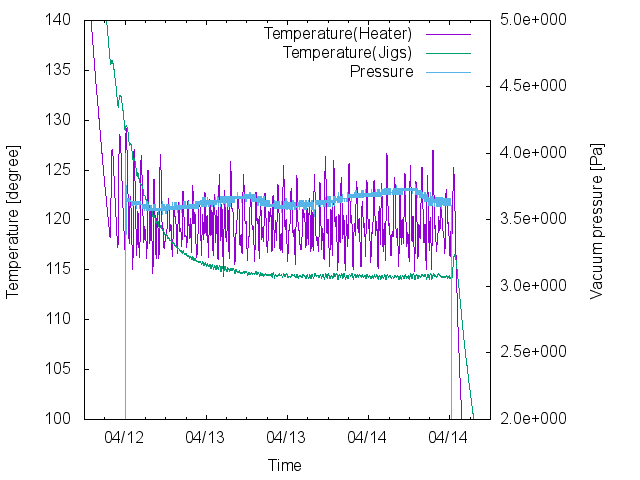 Temperature(Heater)
Temperature(Jigs)
Pressure
140
135
130
125
120
115
110
105
100
5.0e+000
4.5e+000
4.0e+000
3.5e+000
3.0e+000
2.5e+000
2.0e+000
Temperature [degree]
Vacuum pressure [Pa]
04/12
04/13
04/13
04/14
04/14
Time